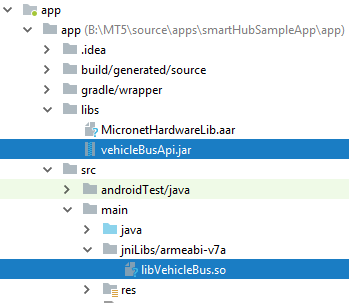 app
app (B:\MT5\source\apps\smartHubSampleApp\app)
.idea
build/generated/source
gradle/wrapper
libs
MicronetHardwareLib.aar
vehicleBusApi.jar
src
androidTest/java
main
java
jniLibs/armeabi-v7a
libVehicleBus.so
res